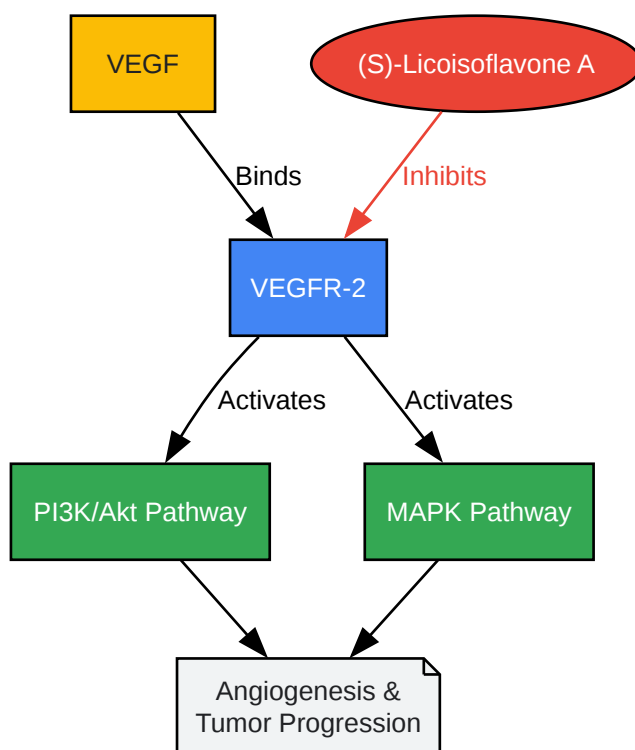 VEGF
(S)-Licoisoflavone A
Binds
Inhibits
VEGFR-2
Activates
Activates
PI3K/Akt Pathway
MAPK Pathway
Angiogenesis &
Tumor Progression